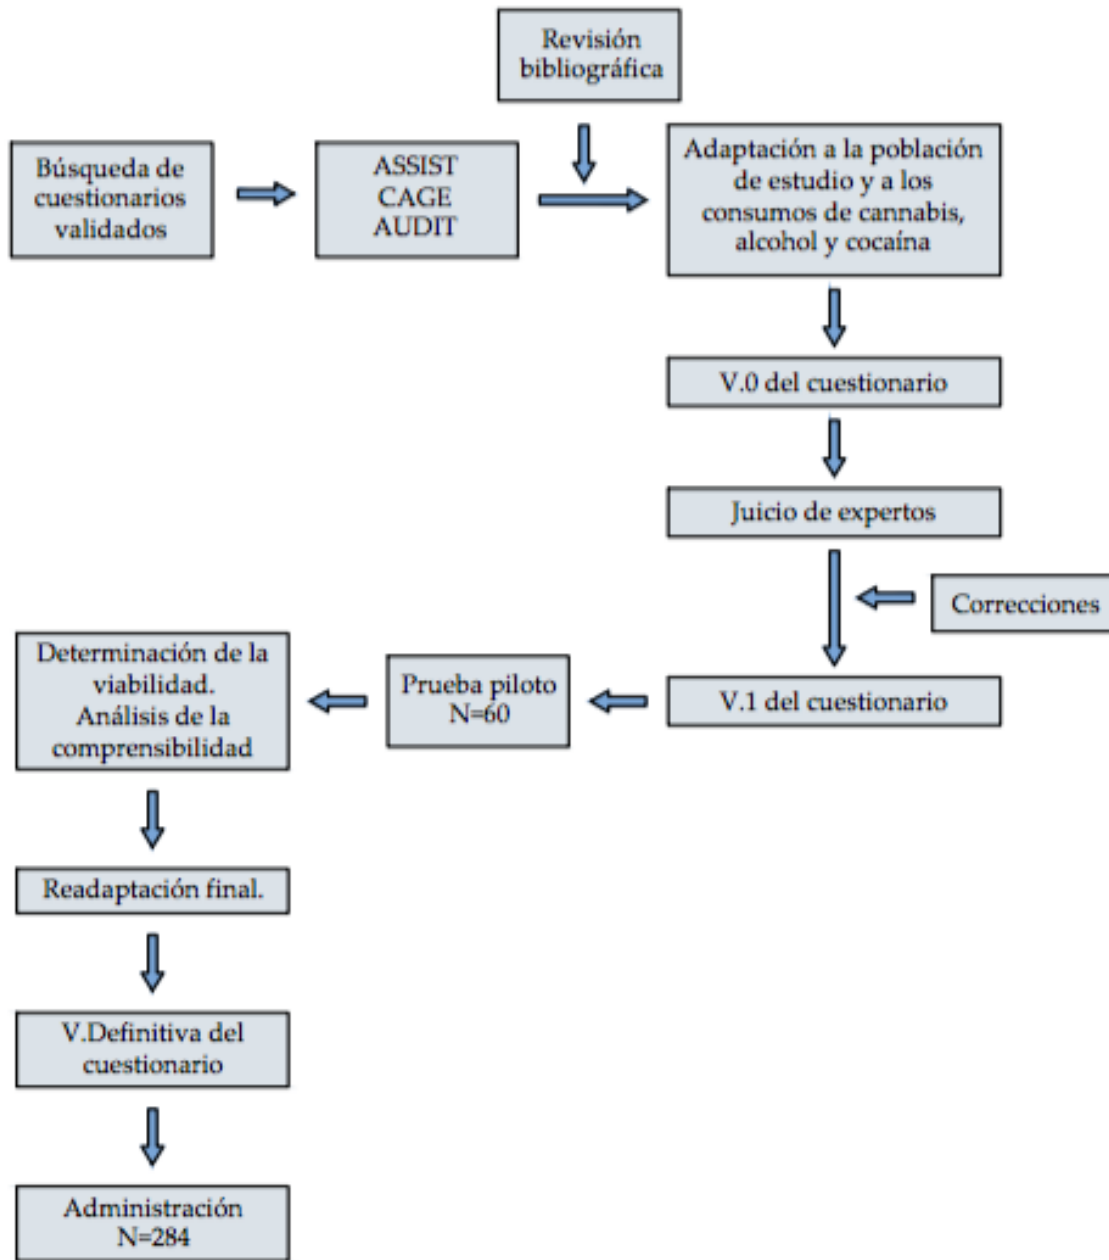 Revisión
bibliográfica
Búsqueda de
cuestionarios
validados
ASSIST
CAGE
AUDIT
Adaptación a la población
de estudio y a los
consumos de cannabis,
alcohol y cocaína
V.0 del cuestionario
Juicio de expertos
Correcciones
V.1 del cuestionario
Prueba piloto
N=60
Determinación de la
viabilidad.
Análisis de la
comprensibilidad
Readaptación final.
V.Definitiva del
cuestionario
Administración
N=284